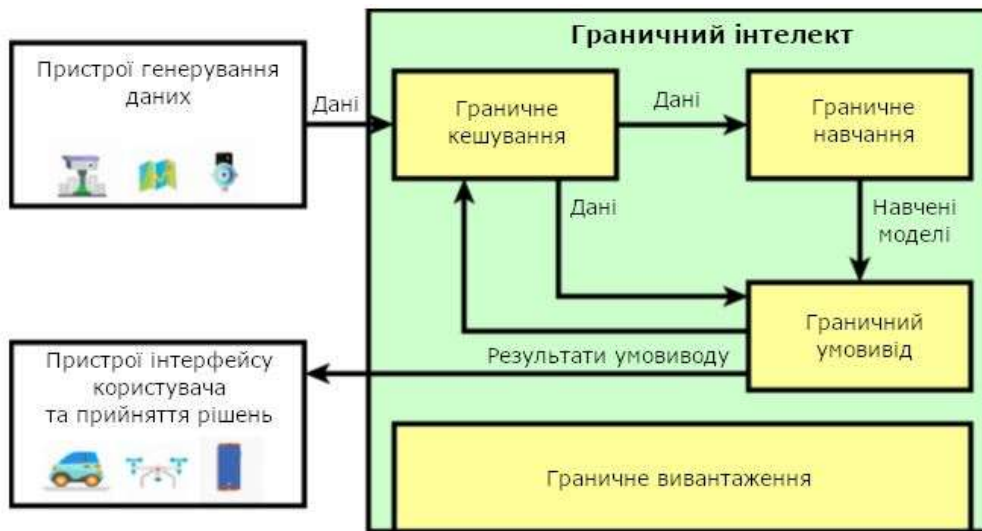 Граничний інтелект
Пристрої генерування
даних
Дані
Граничне
кешування
Дані
Граничне
навчання
Дані
Навчені
моделі
Граничний
умовивід
Результати умовиводу
Пристрої інтерфейсу
користувача
та прийняття рішень
Граничне вивантаження